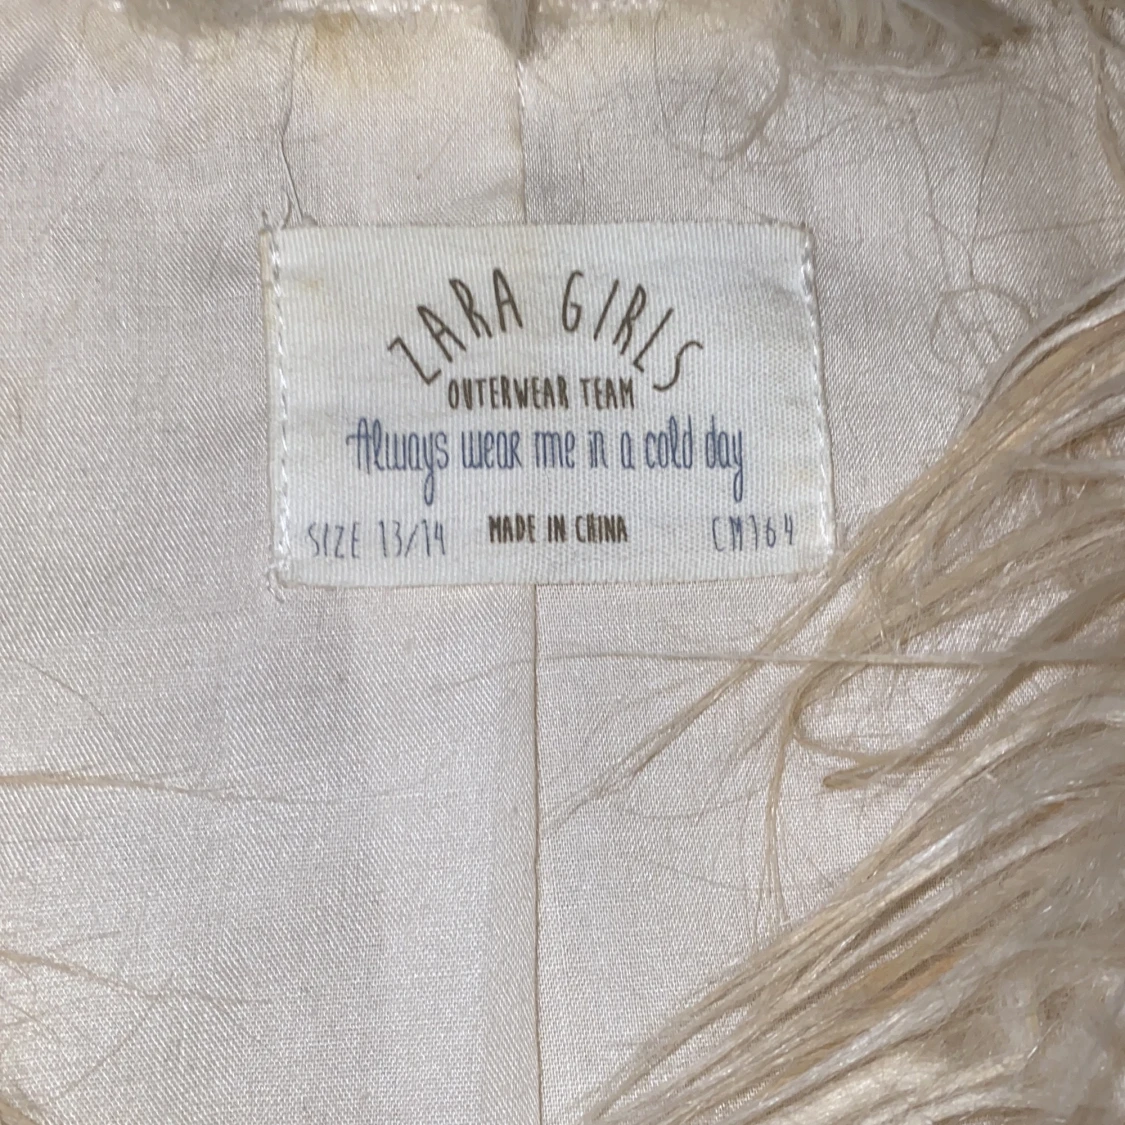 ZARA GIRLS
OUTERWEAR TEAM
Always wear me in a cold day
SIZE 13/14 MADE IN CHINA CM164